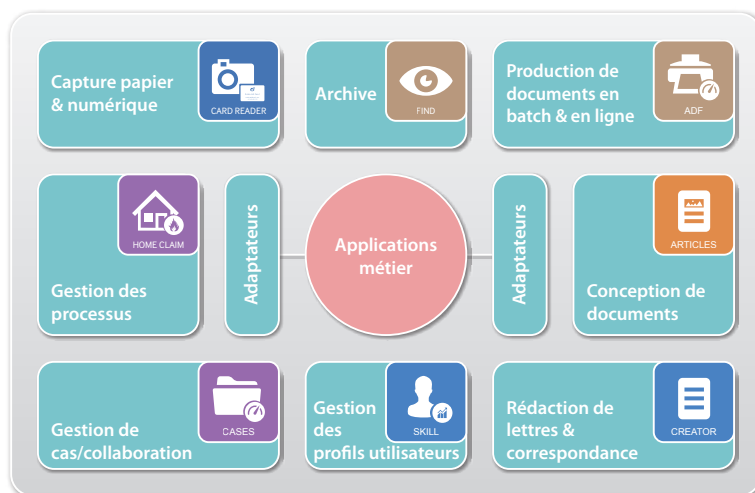 Capture papier
& numérique
CARD READER
Archive
FIND
Production de
documents en
batch & en ligne
ADF
HOME CLAIM
Gestion des
processus
Adaptateurs
Applications
métier
Adaptateurs
ARTICLES
Conception de
documents
CASES
Gestion de
cas/collaboration
Gestion
des
profils utilisateurs
SKILL
Rédaction de
lettres &
correspondance
CREATOR